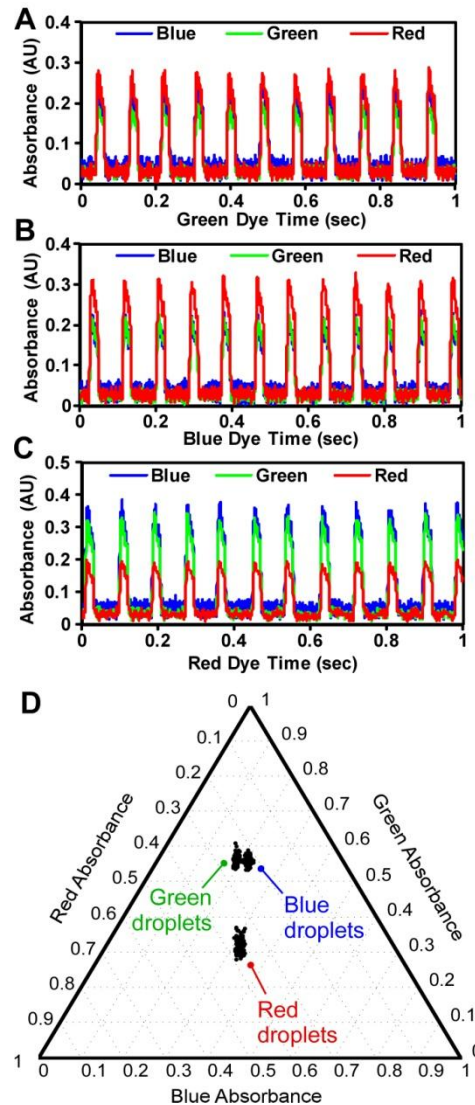 A
Blue Green Red
Absorbance (AU)
0.4
0.3
0.2
0.1
0
0 0.2 0.4 0.6 0.8 1
Green Dye Time (sec)
B
Blue Green Red
Absorbance (AU)
0.4
0.3
0.2
0.1
0
0 0.2 0.4 0.6 0.8 1
Blue Dye Time (sec)
C
Blue Green Red
Absorbance (AU)
0.5
0.4
0.3
0.2
0.1
0
0 0.2 0.4 0.6 0.8 1
Red Dye Time (sec)
D
0 1
0.1 0.9
0.2 0.8
0.3 0.7
0.4 0.6
0.5 0.5
0.6 0.4
0.7 0.3
0.8 0.2
0.9 0.1
1 0
Red Absorbance
Green Absorbance
Green
droplets
Blue
droplets
Red
droplets
0 0.1 0.2 0.3 0.4 0.5 0.6 0.7 0.8 0.9 1
Blue Absorbance